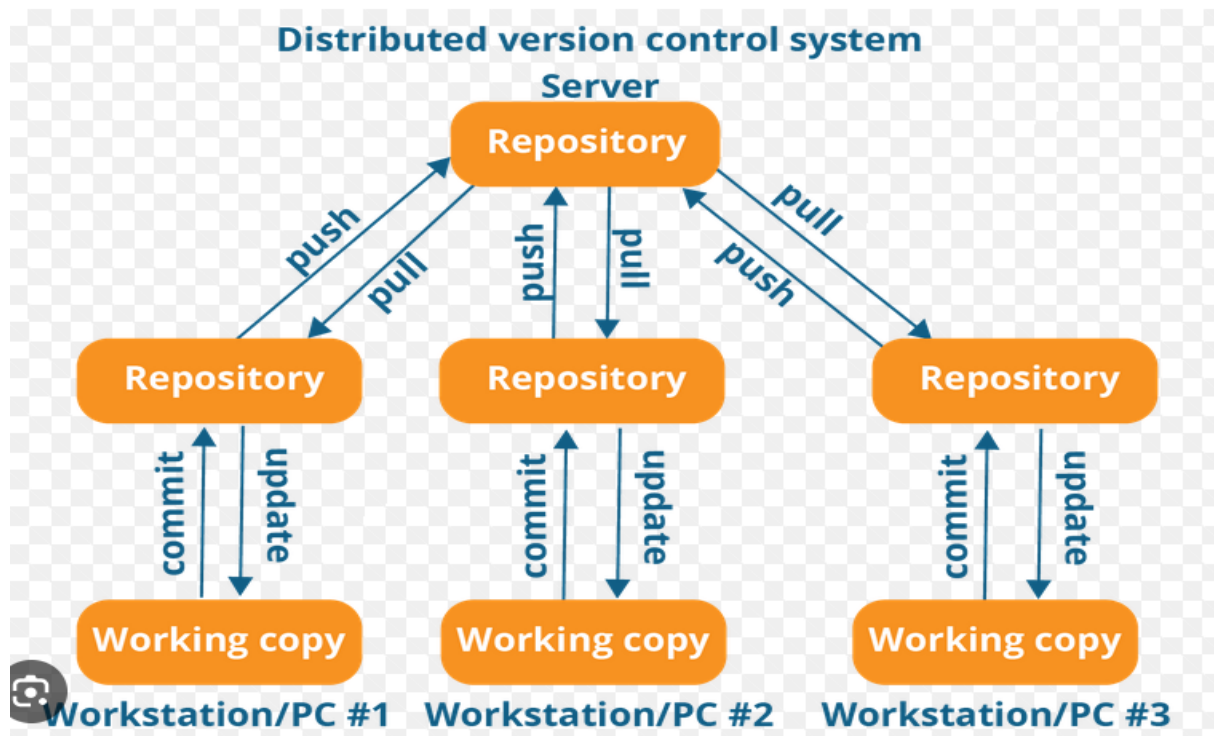 Distributed version control system
Server
Repository
push
pull
push
pull
push
pull
Repository
Repository
Repository
commit
update
commit
update
commit
update
Working copy
Working copy
Working copy
Workstation/PC #1
Workstation/PC #2
Workstation/PC #3